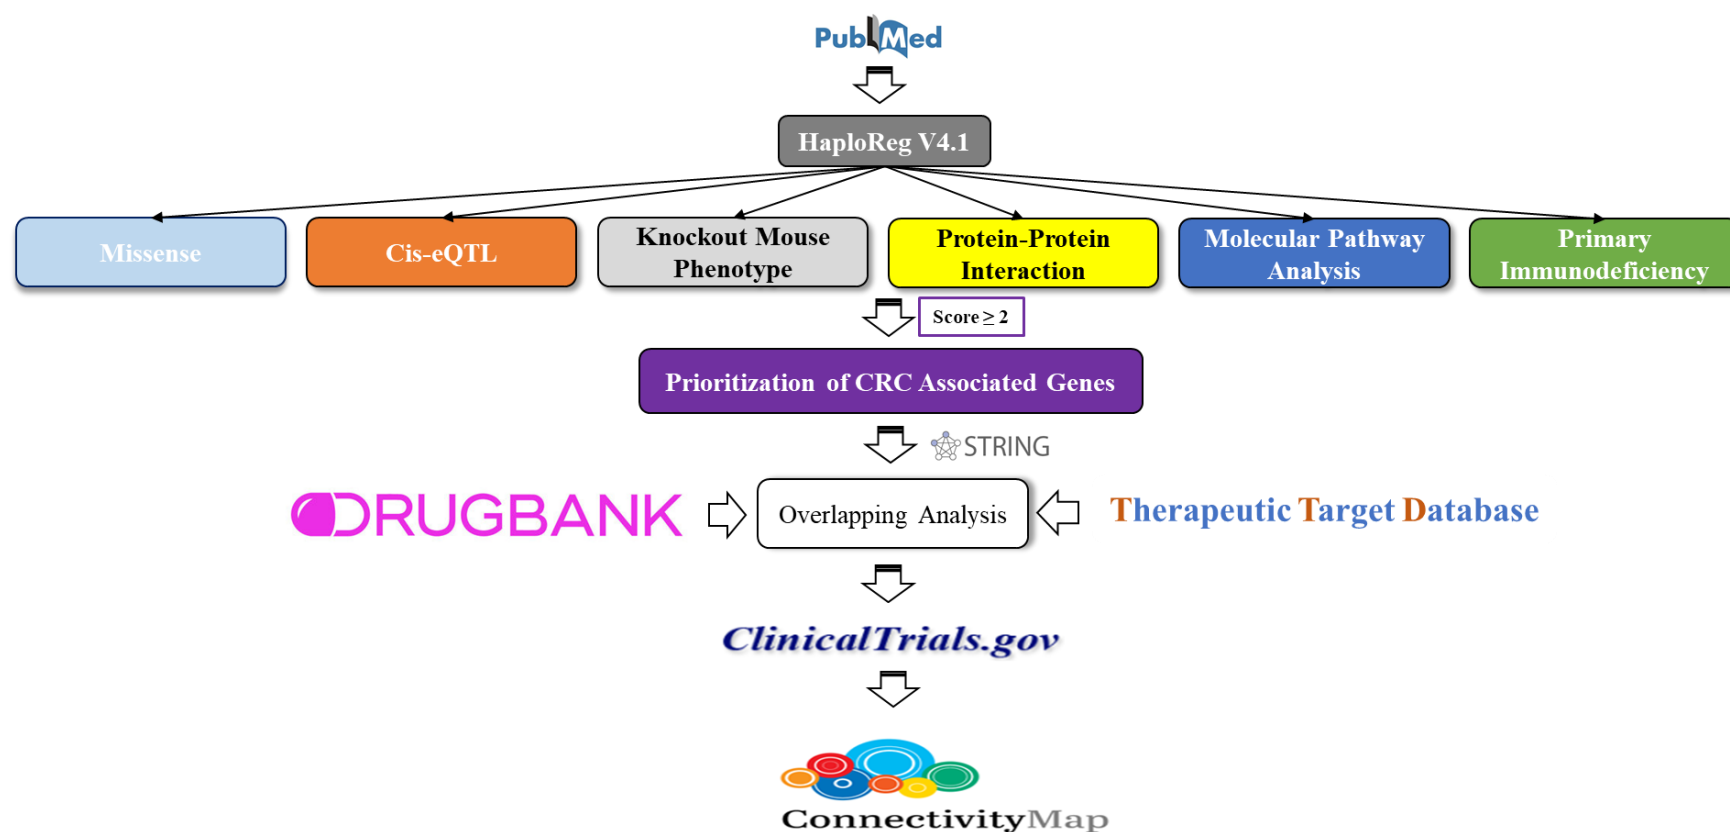 PubMed
HaploReg V4.1
Missense
Cis-eQTL
Knockout Mouse
Phenotype
Protein-Protein
Interaction
Molecular Pathway
Analysis
Primary
Immunodeficiency
Score ≥ 2
Prioritization of CRC Associated Genes
STRING
DRUGBANK
Overlapping Analysis
Therapeutic Target Database
ClinicalTrials.gov
ConnectivityMap